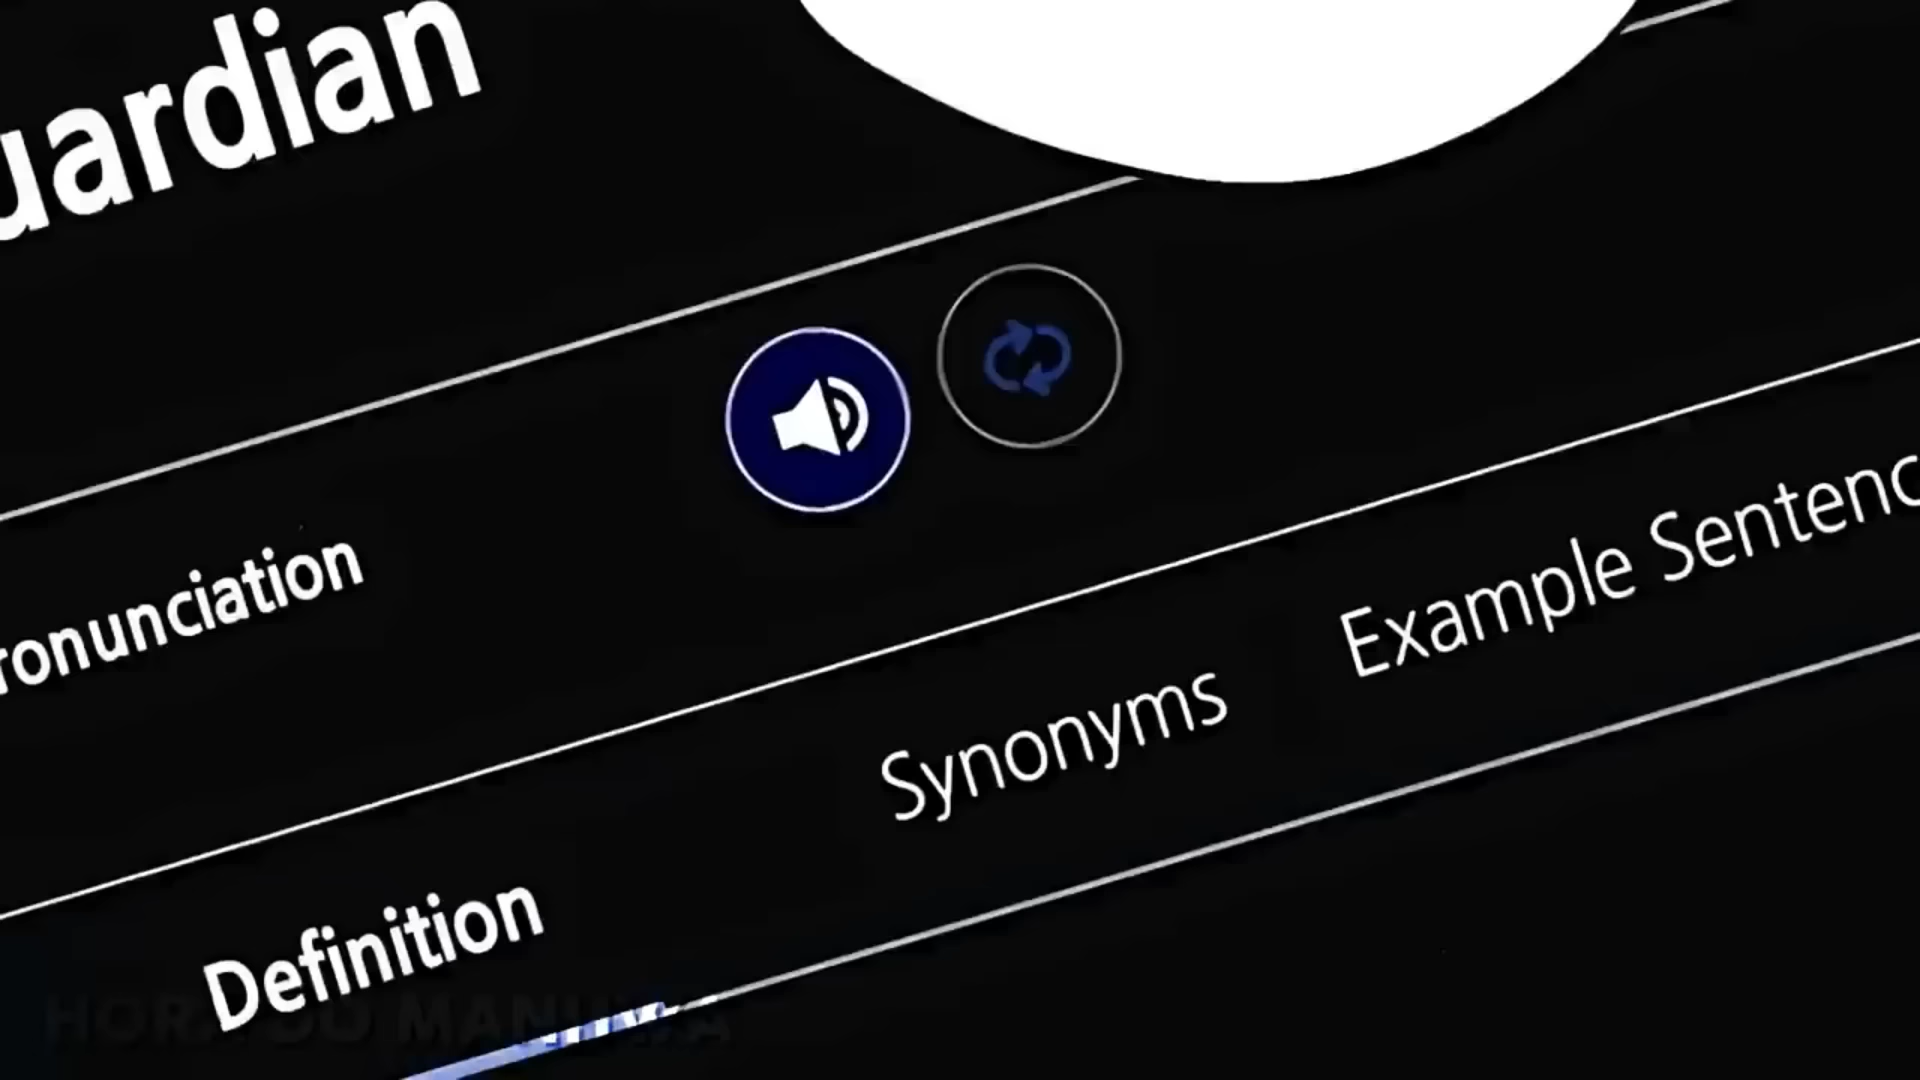 uardian
ronunciation
Definition Synonyms Example Sentenc